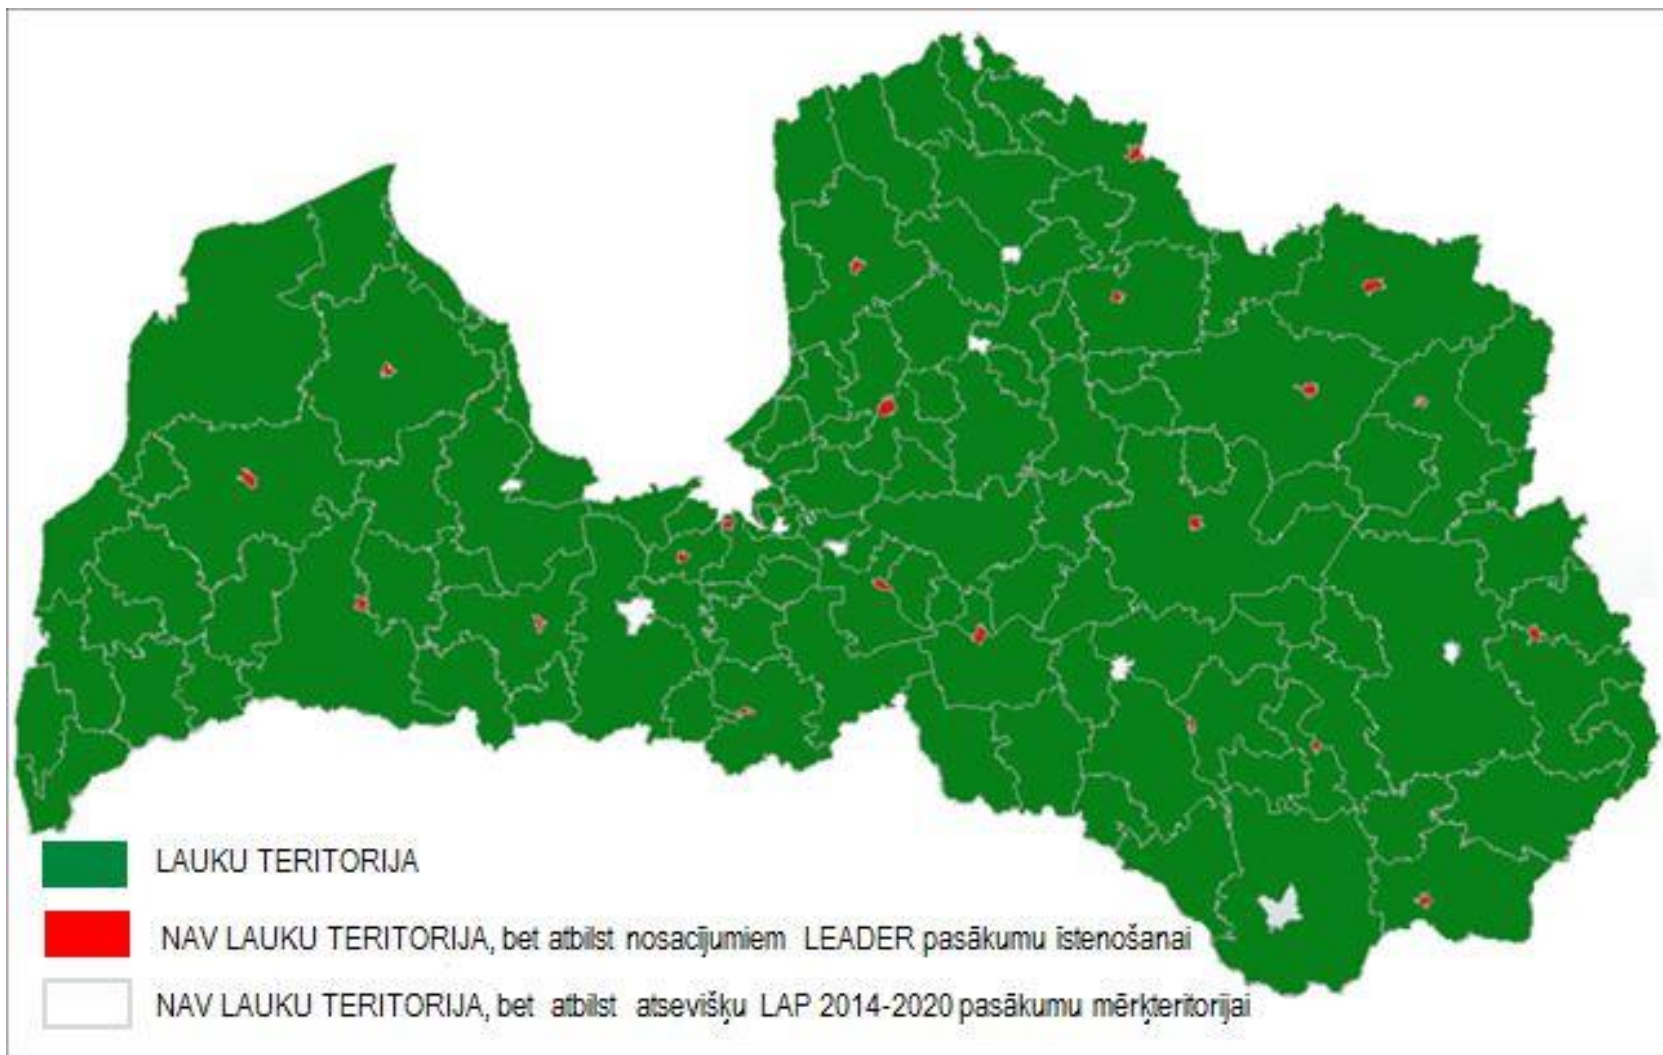 LAUKU TERITORIJA
NAV LAUKU TERITORIJA, bet atbilst nosacījumiem LEADER pasākumu īstenošanai
NAV LAUKU TERITORIJA, bet atbilst atsevišķu LAP 2014-2020 pasākumu mērķteritorijai